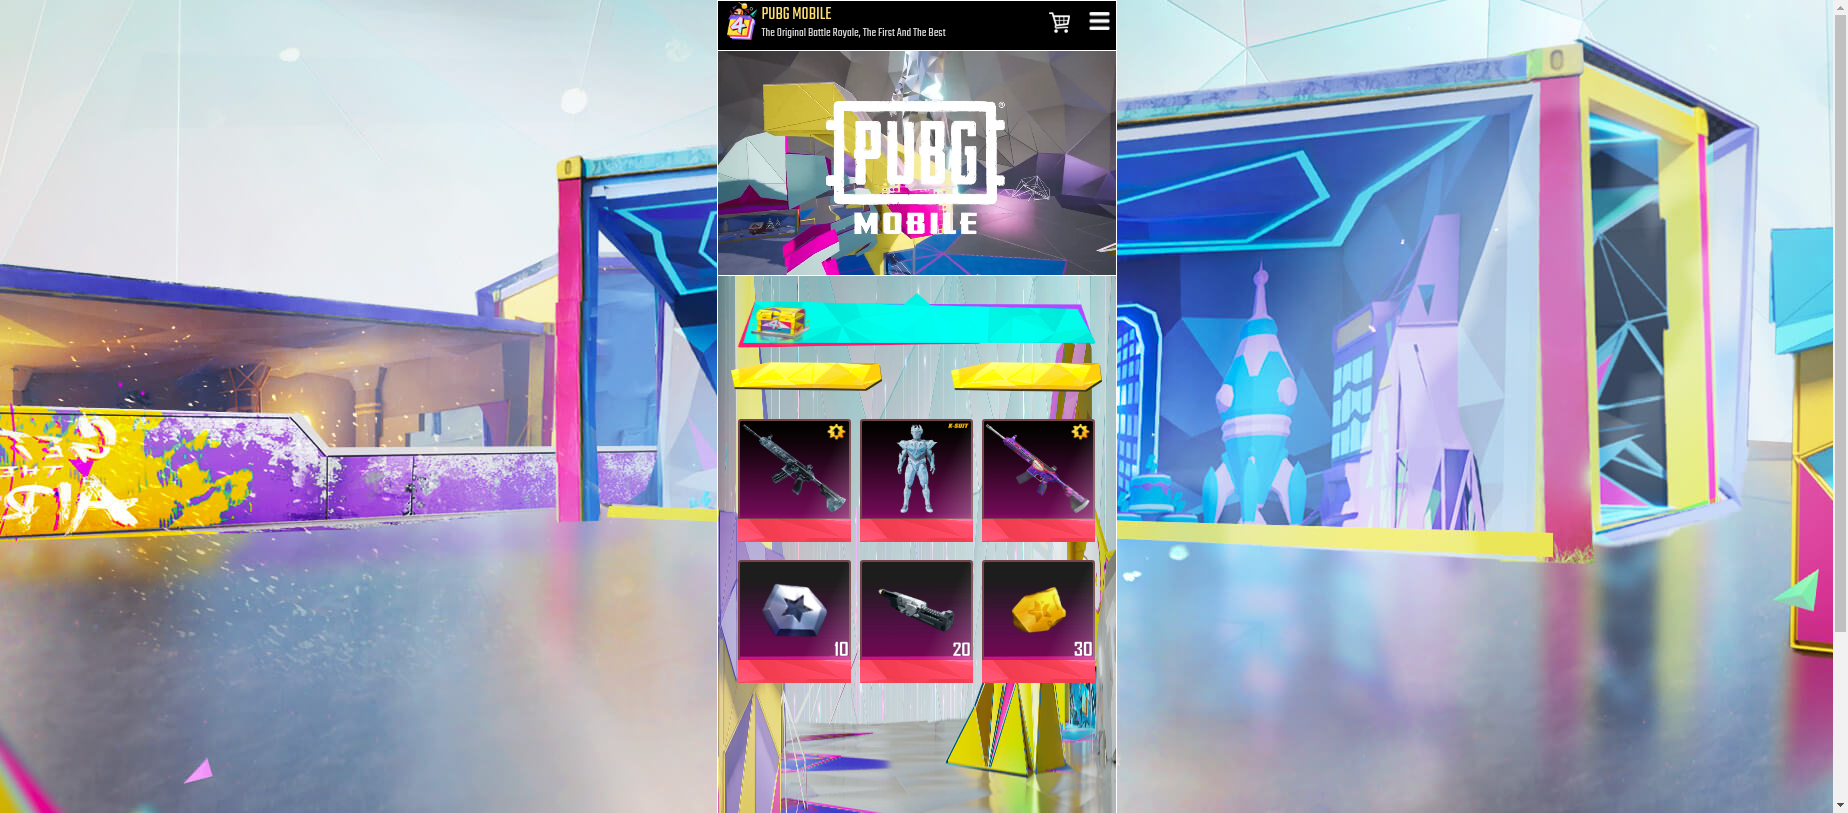 PUBG MOBILE
The Original Battle Royale, The First And The Best
PUBG
MOBILE
X-SUIT
10
20
30